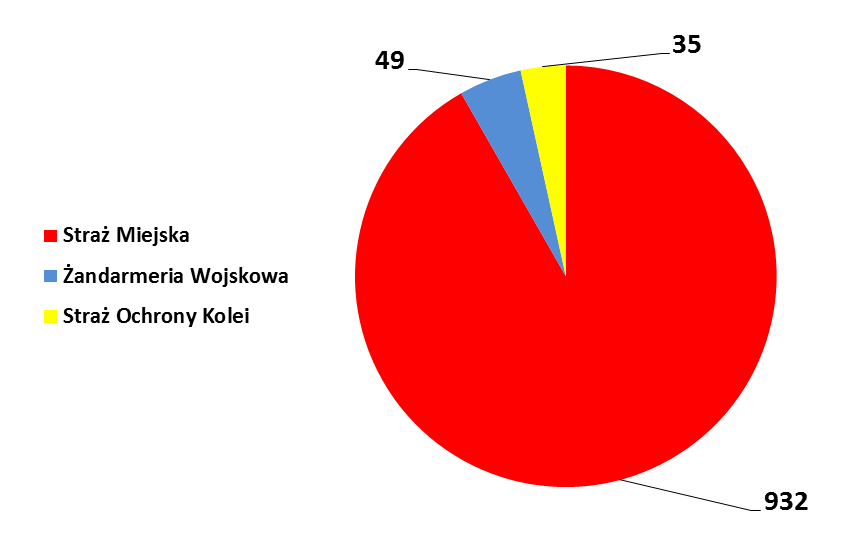 49
35
Straż Miejska
Żandarmeria Wojskowa
Straż Ochrony Kolei
932